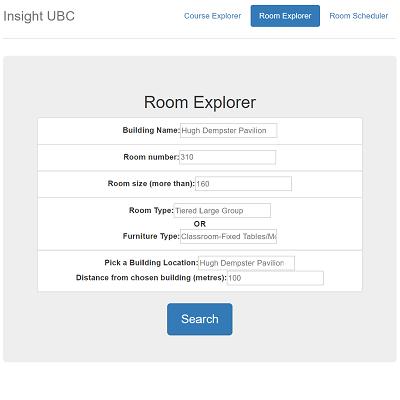 Insight UBC
Course Explorer Room Explorer Room Scheduler
Room Explorer
Building Name: Hugh Dempster Pavilion
Room number: 310
Room size (more than): 160
Room Type: Tiered Large Group
OR
Furniture Type: Classroom-Fixed Tables/Mo
Pick a Building Location: Hugh Dempster Pavilion
Distance from chosen building (metres): 100
Search